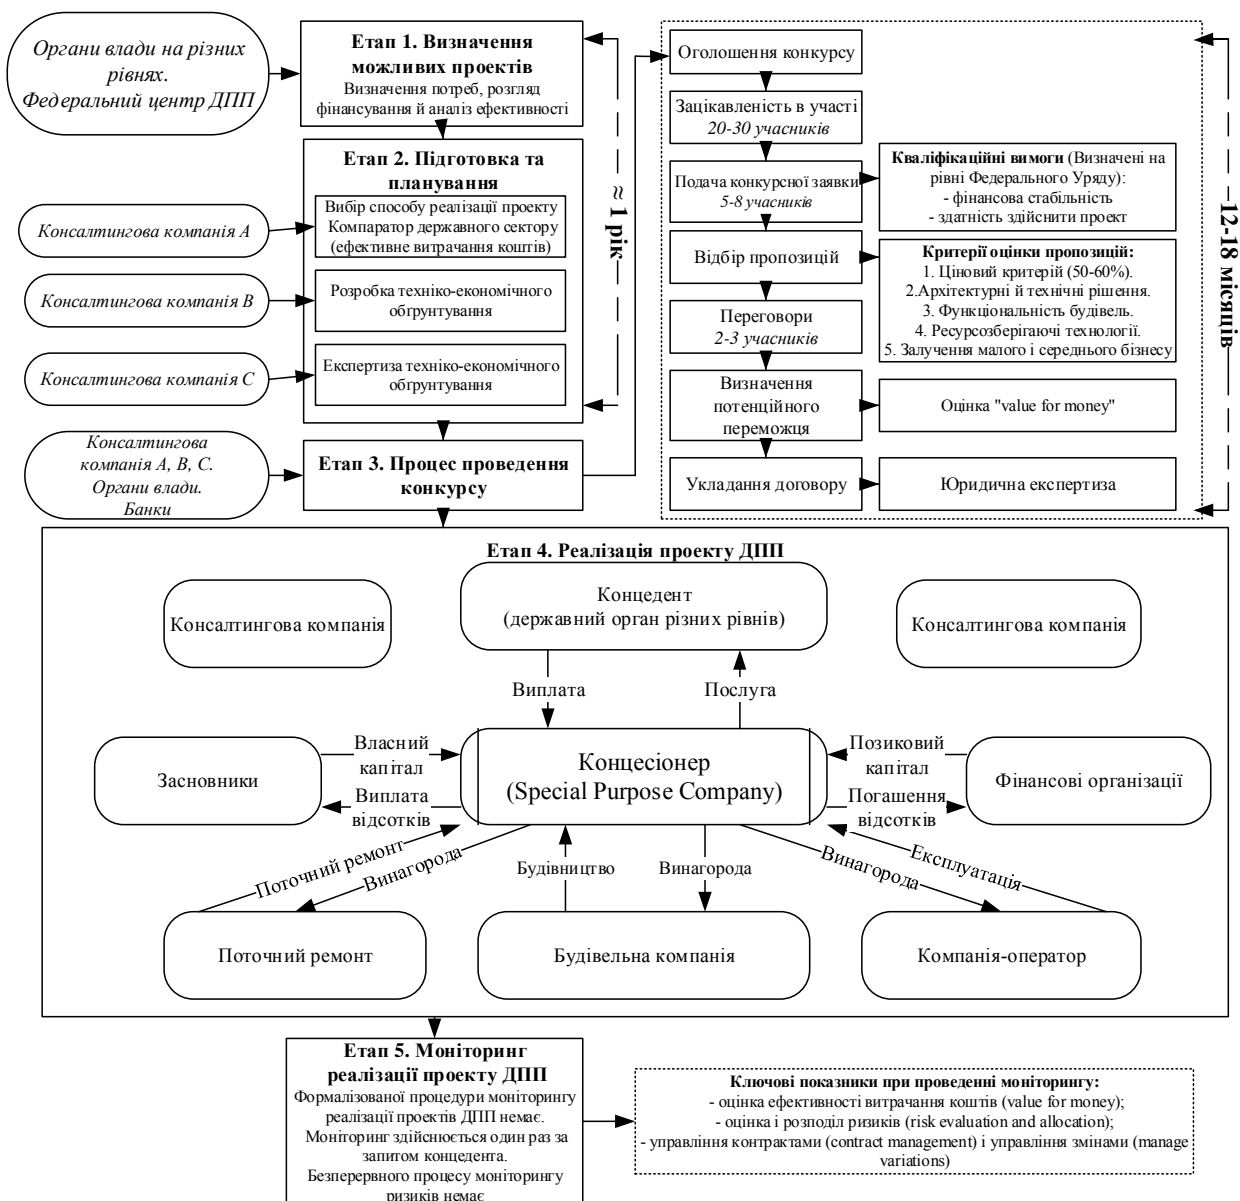 Органи влади на різних
рівнях.
Федеральний центр ДПП
Етап 1. Визначення
можливих проектів
Визначення потреб, розгляд
фінансування й аналіз ефективності
Етап 2. Підготовка та
планування
Вибір способу реалізації проекту
Компаратор державного сектору
(ефективне витрачання коштів)
Консалтингова компанія A
Розробка техніко-економічного
обґрунтування
Консалтингова компанія B
Експертиза техніко-економічного
обґрунтування
Консалтингова компанія C
≈ 1 рік
Консалтингова
компанія A, B, C.
Органи влади.
Банки
Етап 3. Процес проведення
конкурсу
Оголошення конкурсу
Зацікавленість в участі
20-30 учасників
Подача конкурсної заявки
5-8 учасників
Кваліфікаційні вимоги (Визначені на
рівні Федерального Уряду):
- фінансова стабільність
- здатність здійснити проект
Відбір пропозицій
Критерії оцінки пропозицій:
1. Ціновий критерій (50-60%).
2.Архітектурні й технічні рішення.
3. Функціональність будівель.
4. Ресурсозберігаючі технології.
5. Залучення малого і середнього бізнесу
Переговори
2-3 учасників
Визначення
потенційного
переможця
Оцінка "value for money"
Укладання договору
Юридична експертиза
12-18 місяців
Етап 4. Реалізація проекту ДПП
Концедент
(державний орган різних рівнів)
Консалтингова компанія
Консалтингова компанія
Виплата
Послуга
Засновники
Власний
капітал
Виплата
відсотків
Концесіонер
(Special Purpose Company)
Позиковий
капітал
Погашення
відсотків
Фінансові організації
Поточний ремонт
Винагорода
Будівництво
Винагорода
Винагорода
Експлуатація
Поточний ремонт
Будівельна компанія
Компанія-оператор
Етап 5. Моніторинг
реалізації проекту ДПП
Формалізованої процедури моніторингу
реалізації проектів ДПП немає.
Моніторинг здійснюється один раз за
запитом концедента.
Безперервного процесу моніторингу
ризиків немає
Ключові показники при проведенні моніторингу:
- оцінка ефективності витрачання коштів (value for money);
- оцінка і розподіл ризиків (risk evaluation and allocation);
- управління контрактами (contract management) і управління змінами (manage
variations)